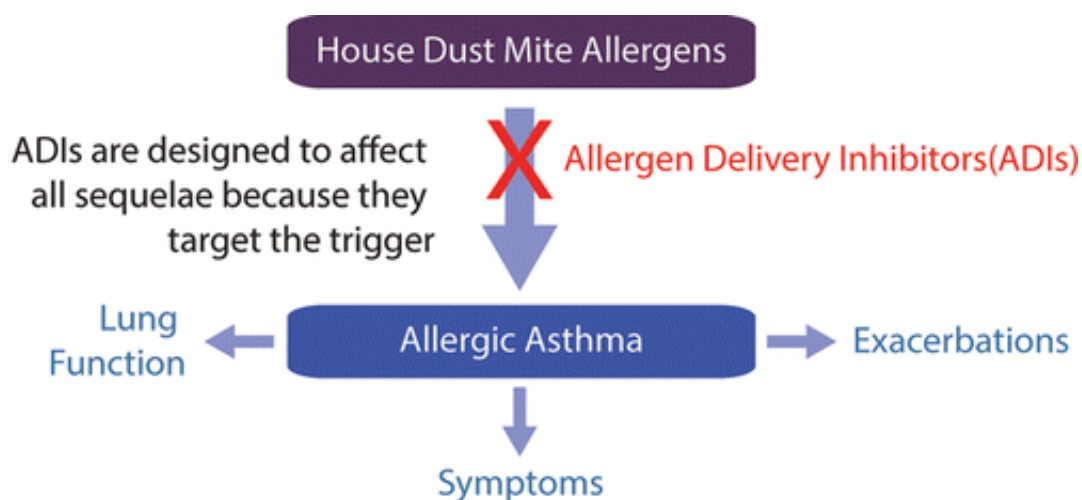 House Dust Mite Allergens
ADIs are designed to affect
all sequelae because they
target the trigger
X
Allergen Delivery Inhibitors(ADIs)
Lung
Function
Allergic Asthma
Exacerbations
Symptoms